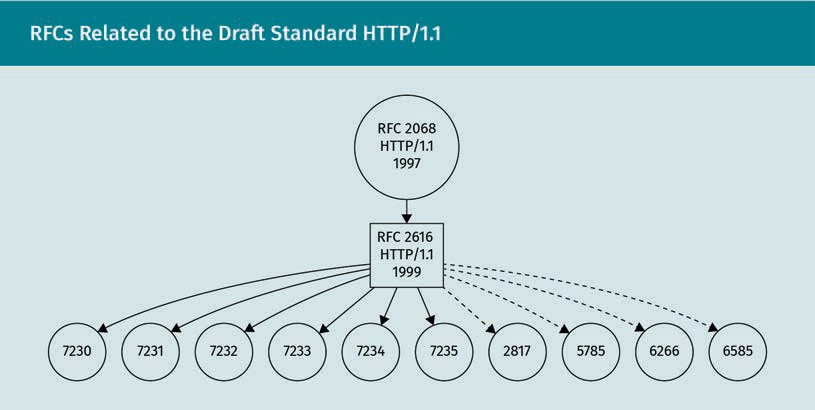 RFCs Related to the Draft Standard HTTP/1.1
RFC 2068
HTTP/1.1
1997
RFC 2616
HTTP/1.1
1999
7230
7231
7232
7233
7234
7235
2817
5785
6266
6585